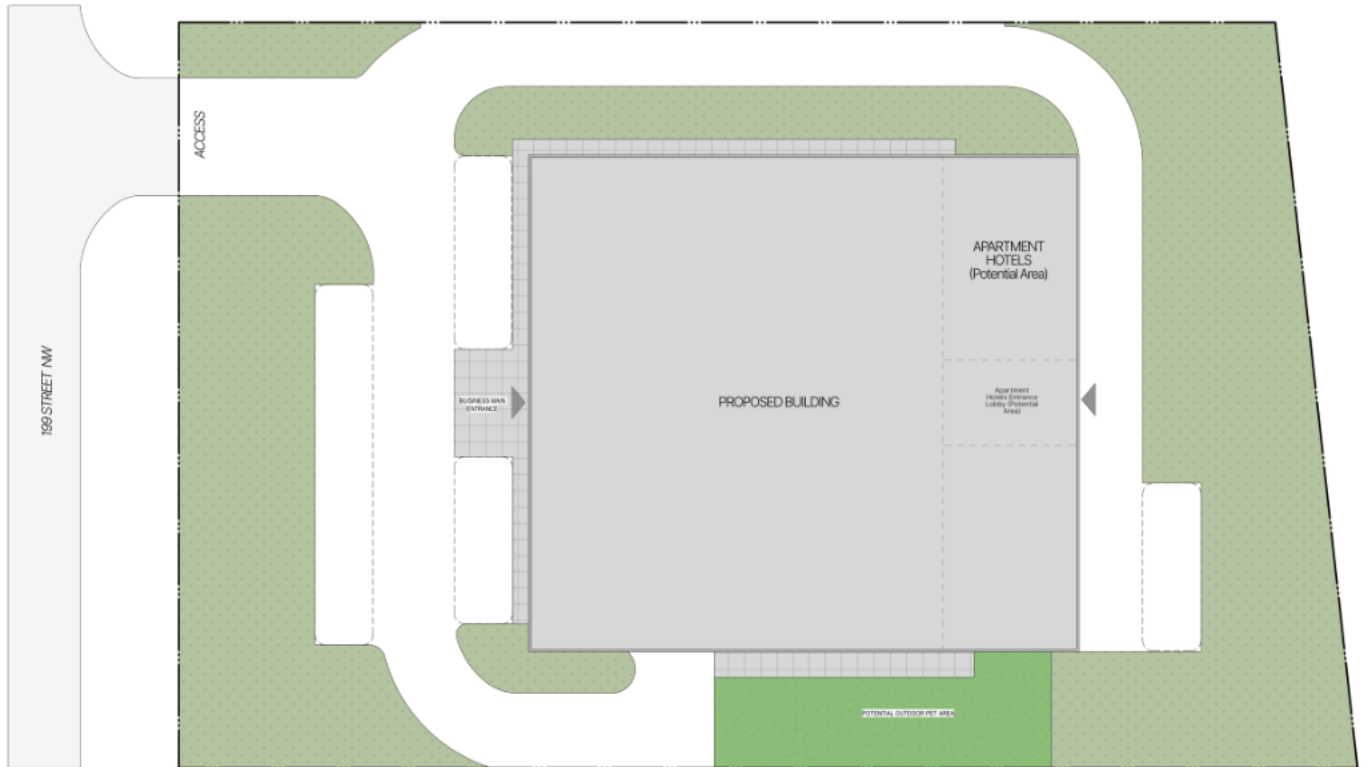 ACCESS
199 STREET NW
APARTMENT
HOTELS
(Potential Area)
BUSINESS MAIN
ENTRANCE
PROPOSED BUILDING
Apartment
Hotels Entrance
Lobby (Potential
Area)
POTENTIAL OUTDOOR PET AREA